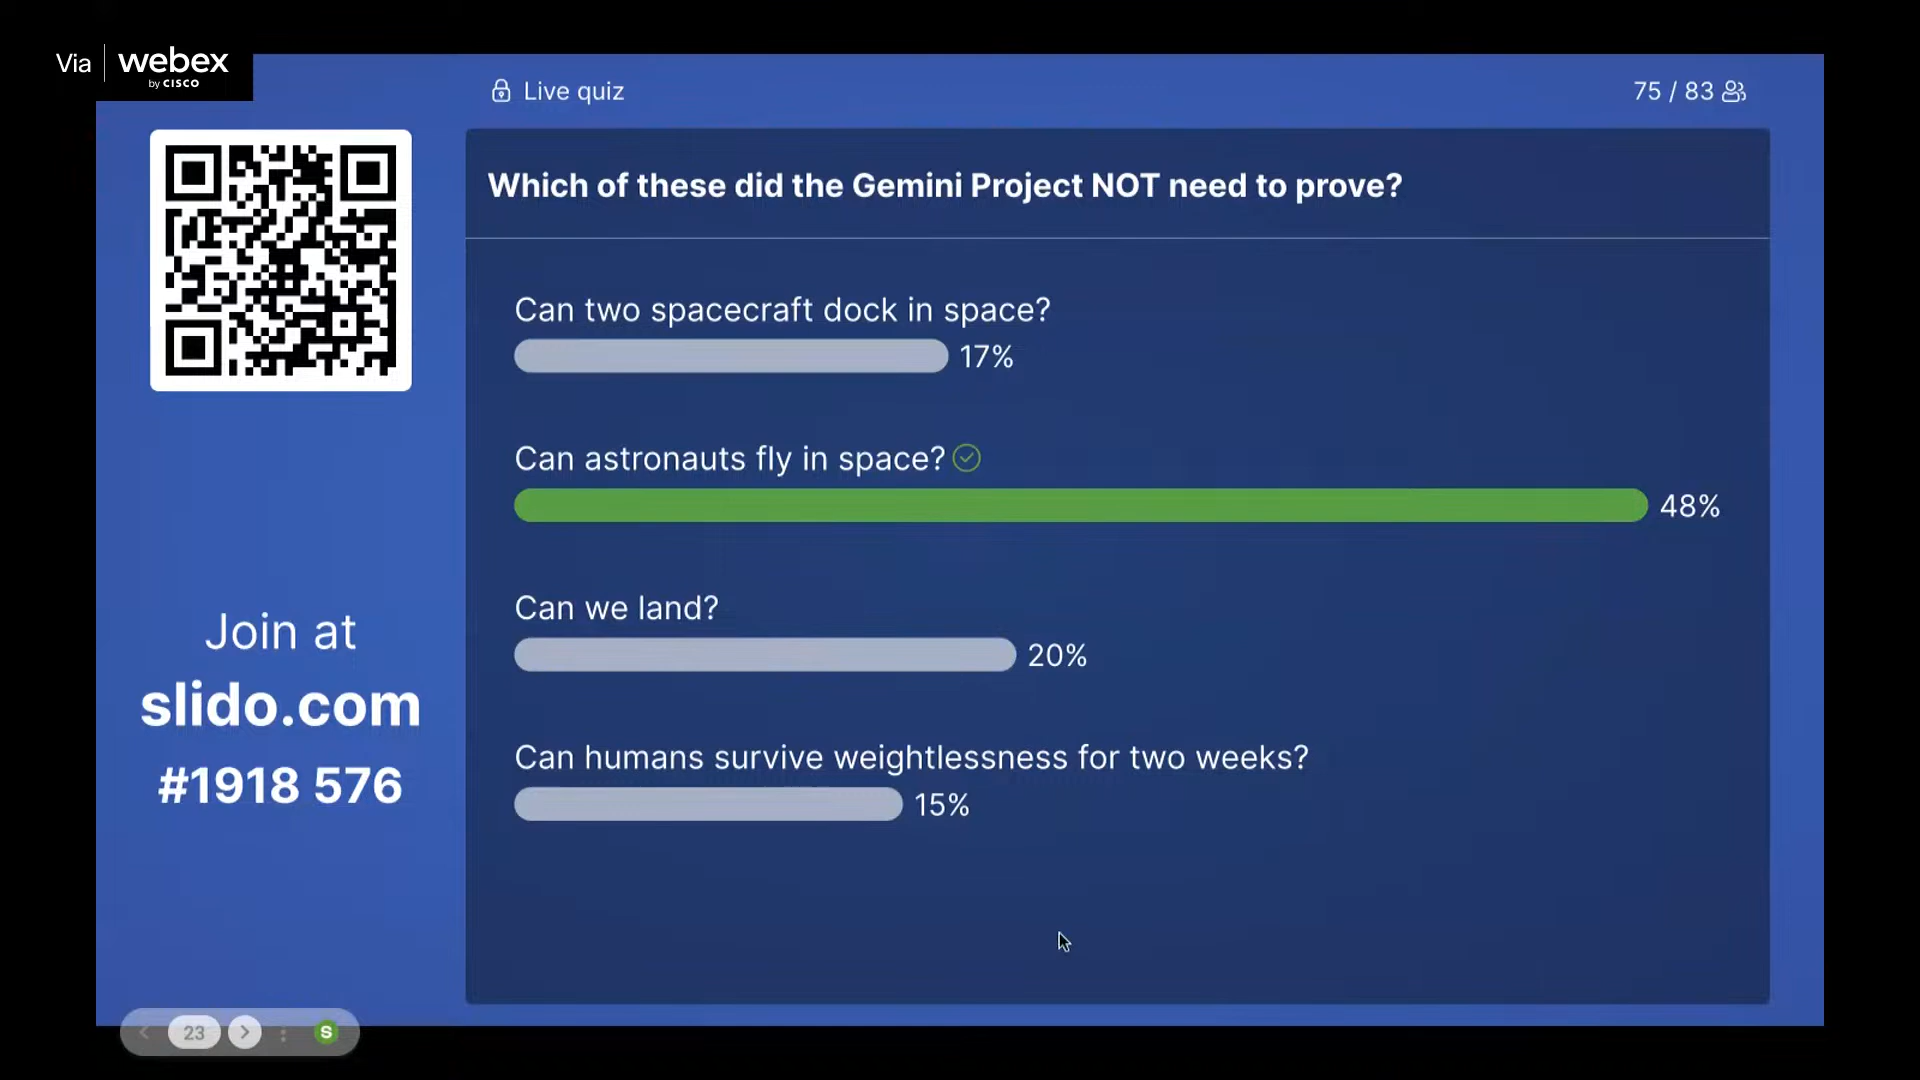 Via webex
by CISCO
Live quiz
75 / 83
Which of these did the Gemini Project NOT need to prove?
Can two spacecraft dock in space?
17%
Can astronauts fly in space?
48%
Can we land?
20%
Can humans survive weightlessness for two weeks?
15%
Join at
slido.com
#1918 576
23
S